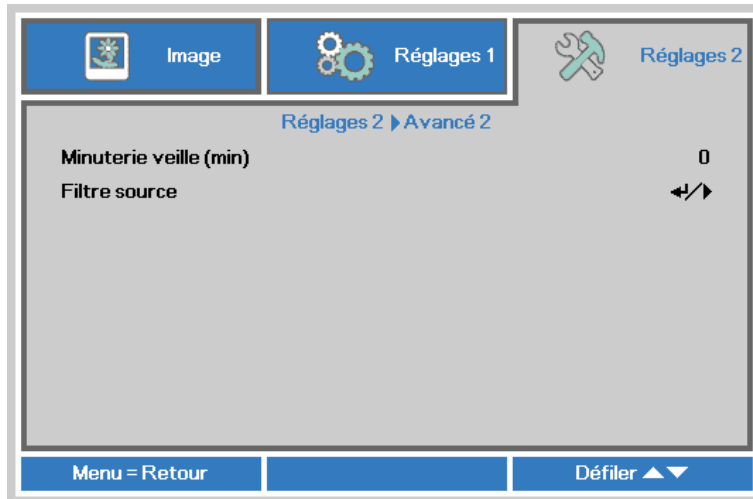 Image
Réglages 1
Réglages 2
Réglages 2 Avancé 2
Minuterie veille (min) 0
Filtre source
Menu = Retour
Défiler